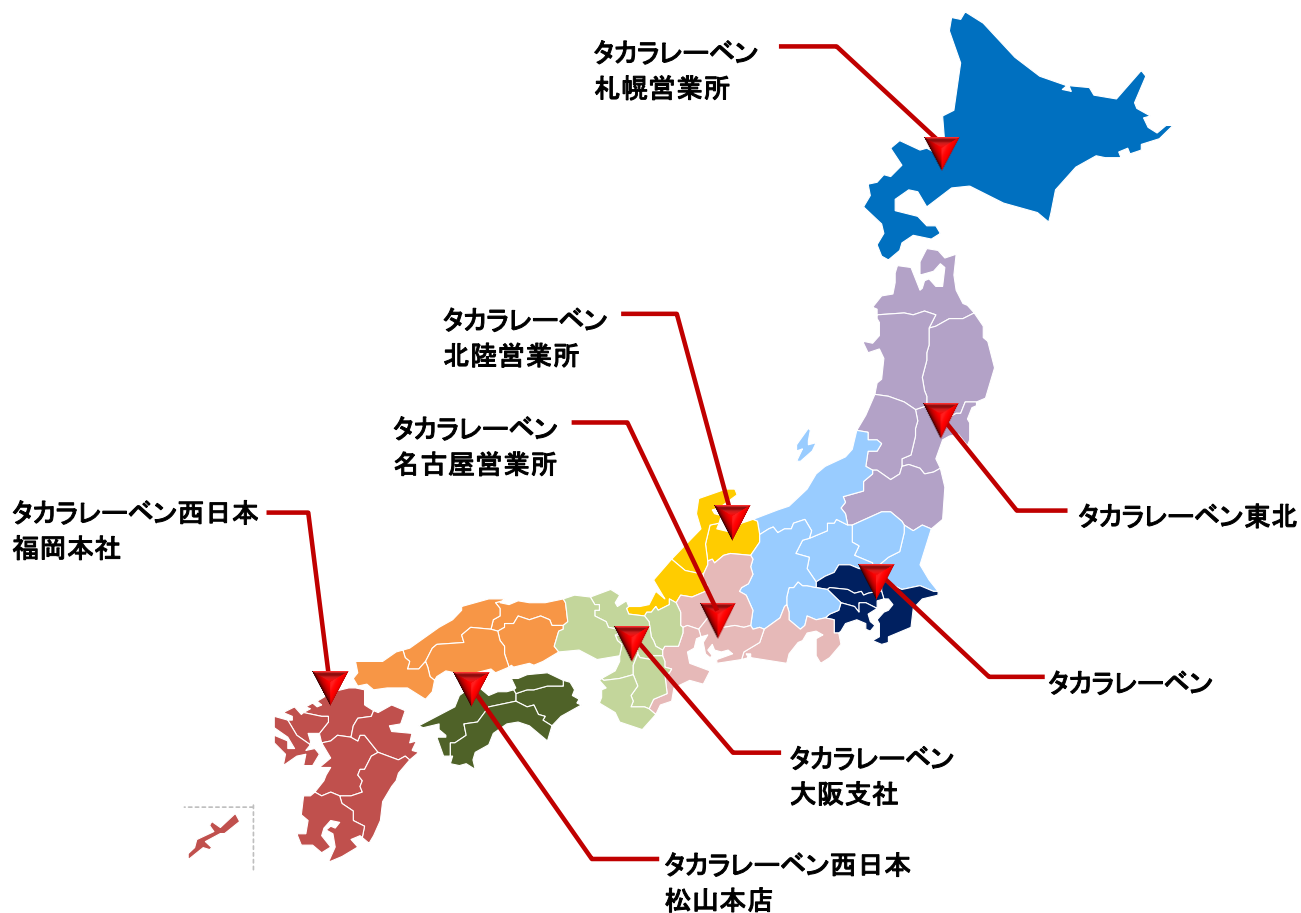 タカラレーベン
札幌営業所
タカラレーベン
北陸営業所
タカラレーベン
名古屋営業所
タカラレーベン西日本
福岡本社
タカラレーベン東北
タカラレーベン
タカラレーベン
大阪支社
タカラレーベン西日本
松山本店